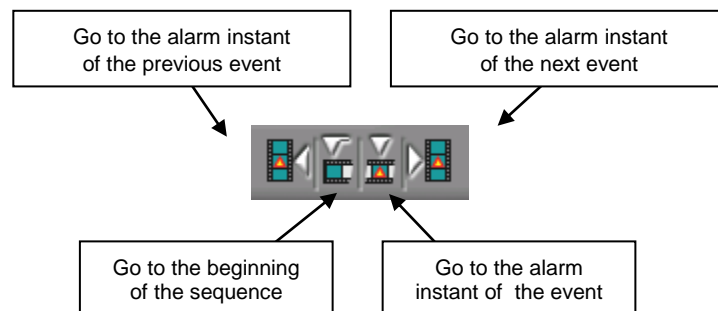 Go to the alarm instant
of the previous event
Go to the alarm instant
of the next event
Go to the beginning
of the sequence
Go to the alarm
instant of  the event